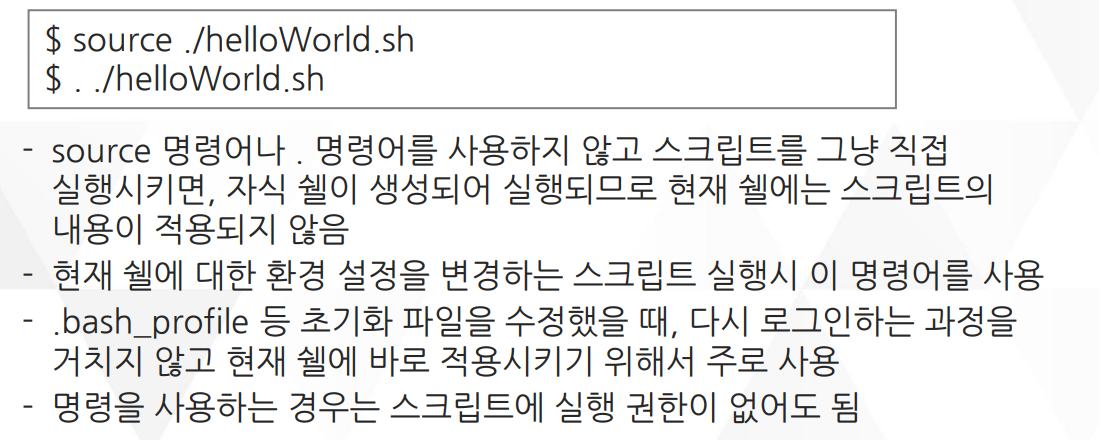 $ source ./helloWorld.sh
$ . ./helloWorld.sh
- source 명령어나 . 명령어를 사용하지 않고 스크립트를 그냥 직접
실행시키면, 자식 쉘이 생성되어 실행되므로 현재 쉘에는 스크립트의
내용이 적용되지 않음
- 현재 쉘에 대한 환경 설정을 변경하는 스크립트 실행시 이 명령어를 사용
- .bash_profile 등 초기화 파일을 수정했을 때, 다시 로그인하는 과정을
거치지 않고 현재 쉘에 바로 적용시키기 위해서 주로 사용
- 명령을 사용하는 경우는 스크립트에 실행 권한이 없어도 됨